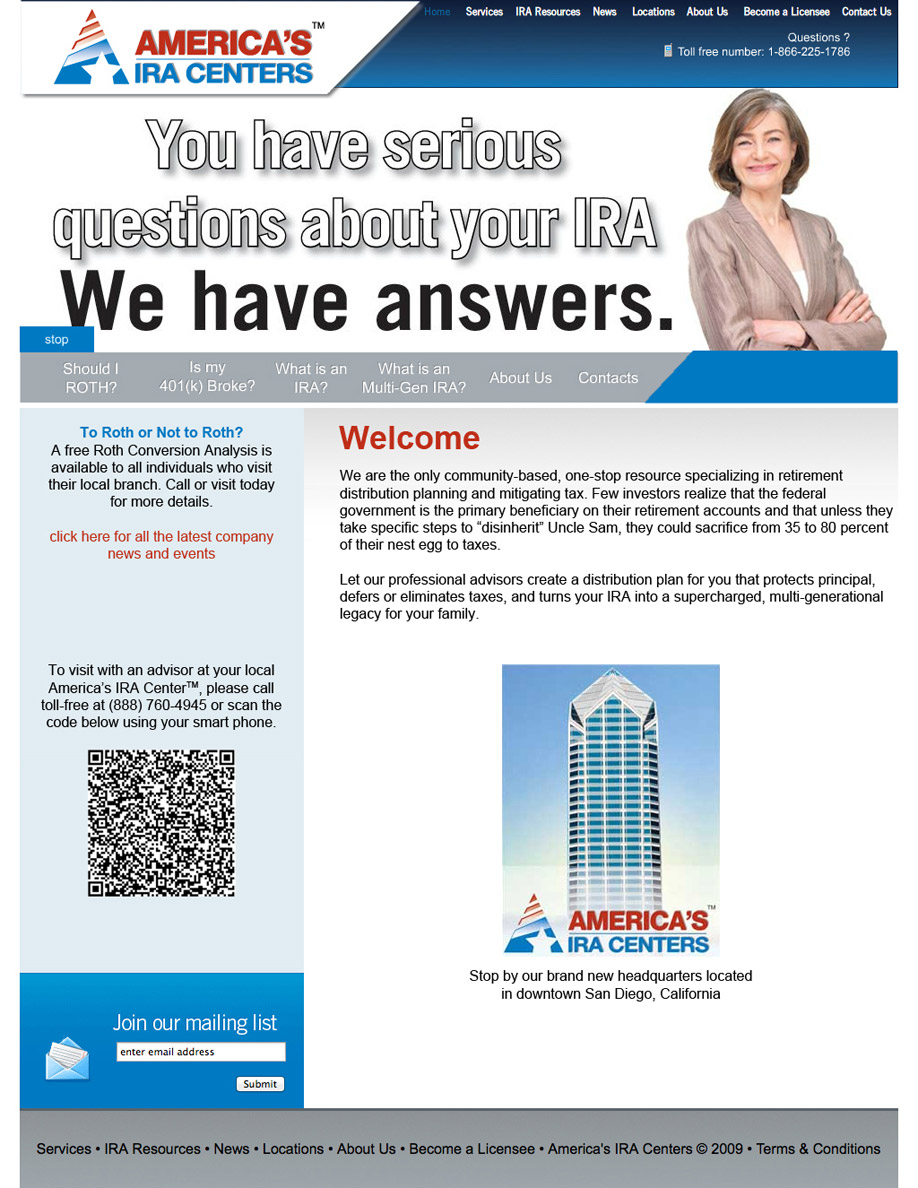 AMERICA'S™
IRA CENTERS
Home Services IRA Resources News Locations About Us Become a Licensee Contact Us
Questions ?
Toll free number: 1-866-225-1786
You have serious
questions about your IRA
We have answers.
stop
Should I
ROTH?
Is my
401(k) Broke?
What is an
IRA?
What is an
Multi-Gen IRA?
About Us
Contacts
To Roth or Not to Roth?
A free Roth Conversion Analysis is
available to all individuals who visit
their local branch. Call or visit today
for more details.
click here for all the latest company
news and events
To visit with an advisor at your local
America's IRA Center™, please call
toll-free at (888) 760-4945 or scan the
code below using your smart phone.
Join our mailing list
enter email address
Submit
Welcome
We are the only community-based, one-stop resource specializing in retirement
distribution planning and mitigating tax. Few investors realize that the federal
government is the primary beneficiary on their retirement accounts and that unless they
take specific steps to “disinherit” Uncle Sam, they could sacrifice from 35 to 80 percent
of their nest egg to taxes.
Let our professional advisors create a distribution plan for you that protects principal,
defers or eliminates taxes, and turns your IRA into a supercharged, multi-generational
legacy for your family.
AMERICA'S™
IRA CENTERS
Stop by our brand new headquarters located
in downtown San Diego, California
Services • IRA Resources • News • Locations • About Us • Become a Licensee • America's IRA Centers © 2009 • Terms & Conditions